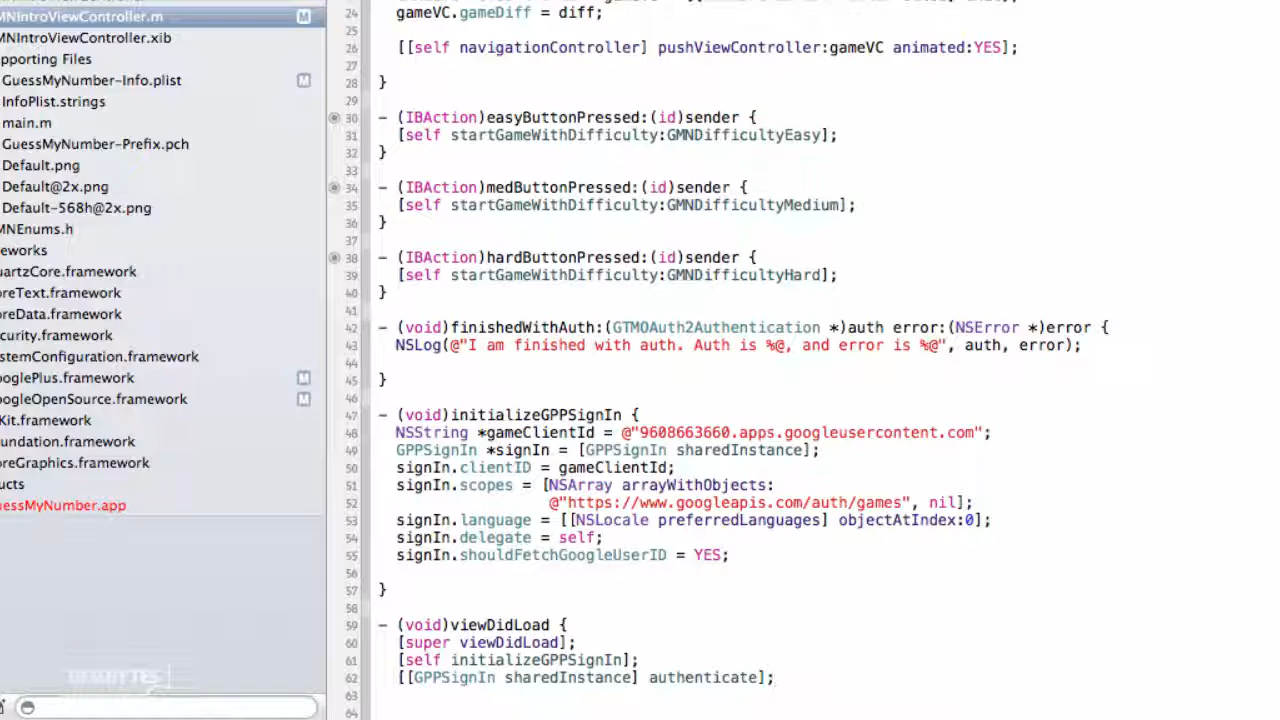 MNIntroViewController.m
M
MNIntroViewController.xib
pporting Files
GuessMyNumber-Info.plist
M
InfoPlist.strings
main.m
GuessMyNumber-Prefix.pch
Default.png
Default@2x.png
Default-568h@2x.png
MNEnums.h
eworks
uartzCore.framework
oreText.framework
oreData.framework
curity.framework
stemConfiguration.framework
ooglePlus.framework
M
oogleOpenSource.framework
M
Kit.framework
undation.framework
oreGraphics.framework
ucts
uessMyNumber.app
24 gameVC.gameDiff = diff;
25
26 [[self navigationController] pushViewController:gameVC animated:YES];
27
28 }
29
30 - (IBAction)easyButtonPressed:(id)sender {
31 [self startGameWithDifficulty:GMNDifficultyEasy];
32 }
33
34 - (IBAction)medButtonPressed:(id)sender {
35 [self startGameWithDifficulty:GMNDifficultyMedium];
36 }
37
38 - (IBAction)hardButtonPressed:(id)sender {
39 [self startGameWithDifficulty:GMNDifficultyHard];
40 }
41
42 - (void)finishedWithAuth:(GTMOAuth2Authentication *)auth error:(NSError *)error {
43 NSLog(@"I am finished with auth. Auth is %@, and error is %@", auth, error);
44
45 }
46
47 - (void)initializeGPPSignIn {
48 NSString *gameClientId = @"9608663660.apps.googleusercontent.com";
49 GPPSignIn *signIn = [GPPSignIn sharedInstance];
50 signIn.clientID = gameClientId;
51 signIn.scopes = [NSArray arrayWithObjects:
52 @"https://www.googleapis.com/auth/games", nil];
53 signIn.language = [[NSLocale preferredLanguages] objectAtIndex:0];
54 signIn.delegate = self;
55 signIn.shouldFetchGoogleUserID = YES;
56
57 }
58
59 - (void)viewDidLoad {
60 [super viewDidLoad];
61 [self initializeGPPSignIn];
62 [[GPPSignIn sharedInstance] authenticate];
63
64